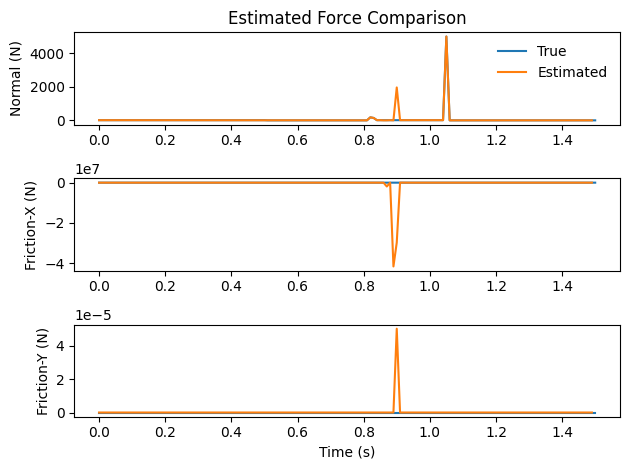 Estimated Force Comparison
Normal (N)
4000
2000
0
True
Estimated
0.0 0.2 0.4 0.6 0.8 1.0 1.2 1.4
1e7
Friction-X (N)
0
−2
−4
0.0 0.2 0.4 0.6 0.8 1.0 1.2 1.4
1e−5
Friction-Y (N)
4
2
0
0.0 0.2 0.4 0.6 0.8 1.0 1.2 1.4
Time (s)